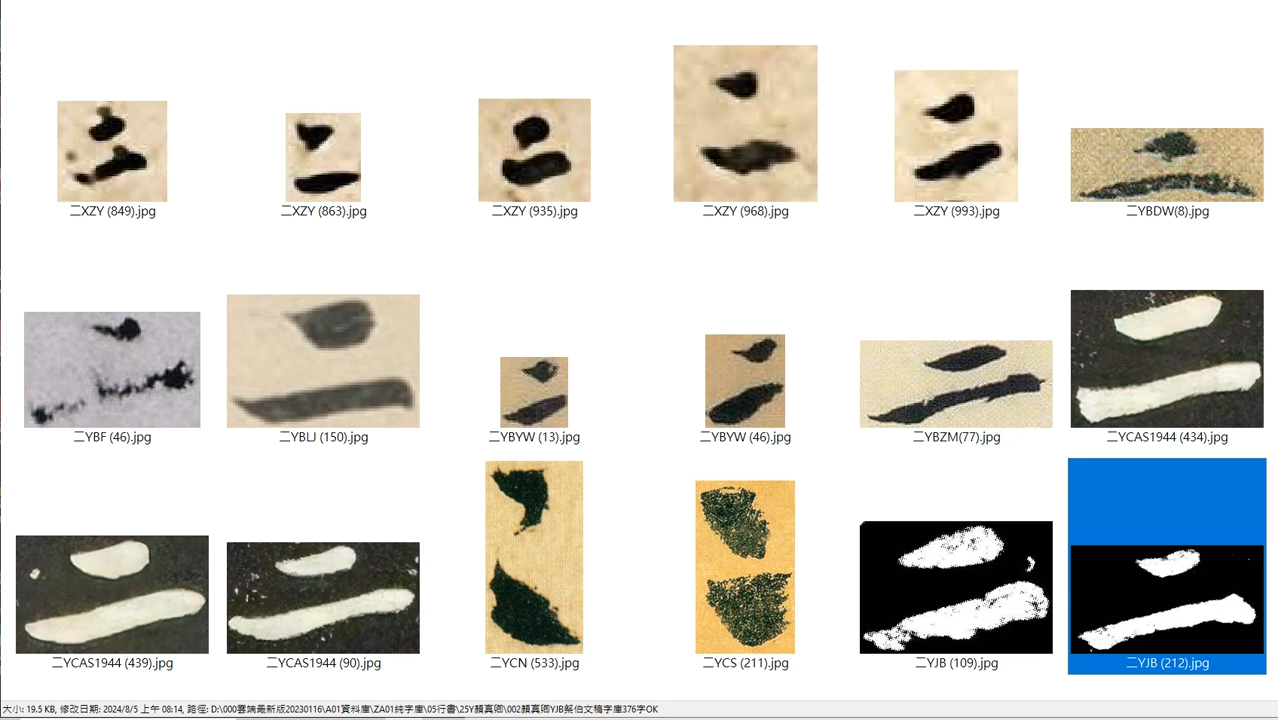 二XZY (849).jpg
二XZY (863).jpg
二XZY (935).jpg
二XZY (968).jpg
二XZY (993).jpg
二YBDW(8).jpg
二YBF (46).jpg
二YBLJ (150).jpg
二YBYW (13).jpg
二YBYW (46).jpg
二YBZM(77).jpg
二YCAS1944 (434).jpg
二YCAS1944 (439).jpg
二YCAS1944 (90).jpg
二YCN (533).jpg
二YCS (211).jpg
二YJB (109).jpg
二YJB (212).jpg
大小: 19.5 KB, 修改日期: 2024/8/5 上午 08:14, 路徑: D:\000雲端最新版20230116\A01資料庫\ZA01純字庫\05行書\25Y顏真卿\002顏真卿YJB祭伯文稿字庫376字OK